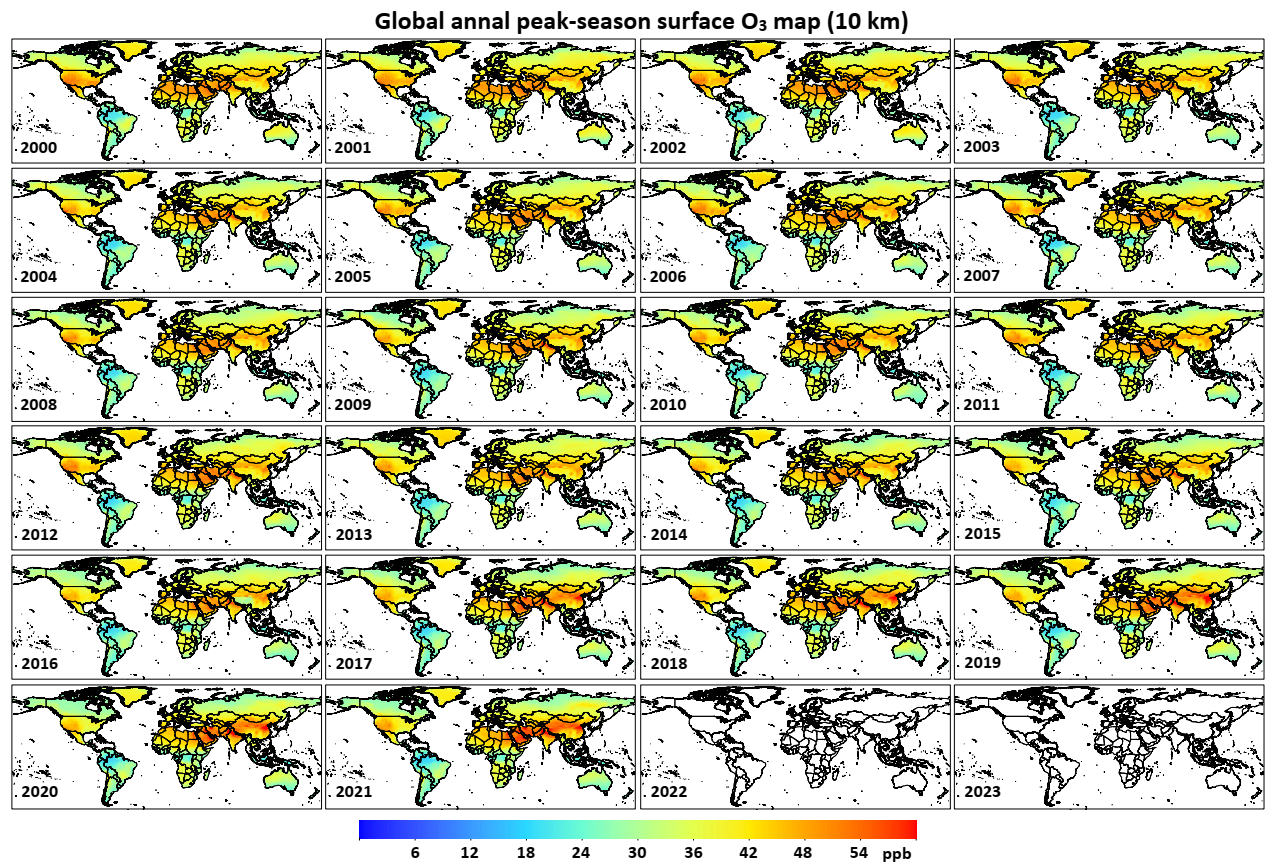 Global annal peak-season surface O₃ map (10 km)
2000 2001 2002 2003
2004 2005 2006 2007
2008 2009 2010 2011
2012 2013 2014 2015
2016 2017 2018 2019
2020 2021 2022 2023
6 12 18 24 30 36 42 48 54 ppb